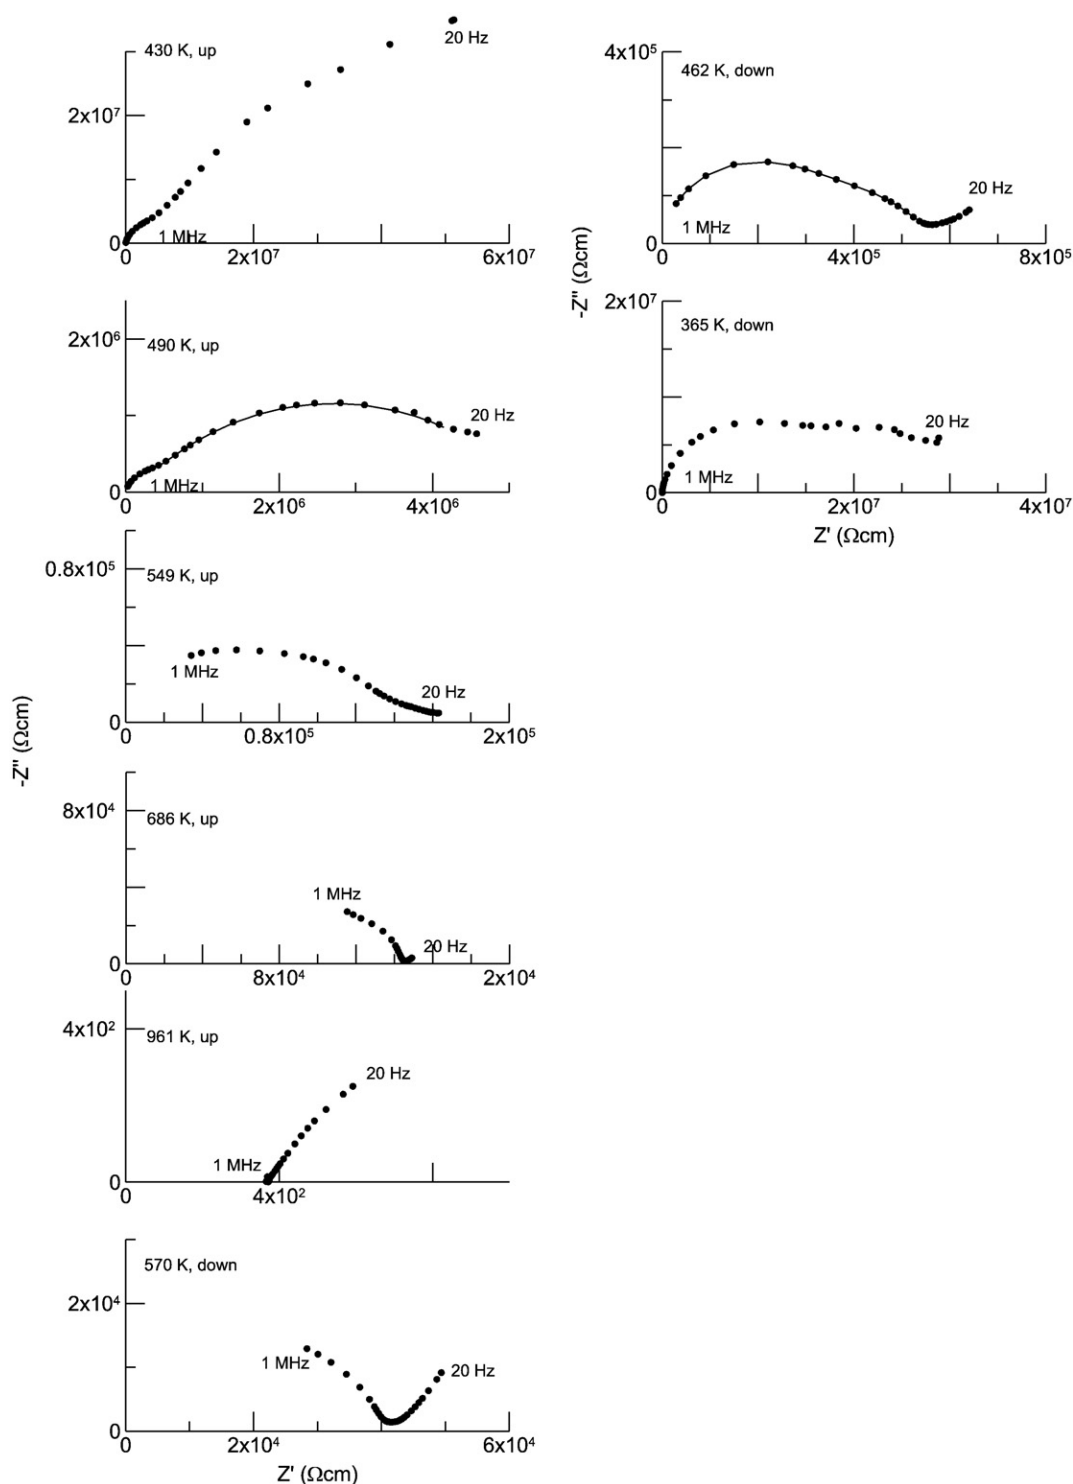 430 K, up
20 Hz
2x10⁷
1 MHz
0
0
2x10⁷
6x10⁷
490 K, up
2x10⁶
20 Hz
1 MHz
0
0
2x10⁶
4x10⁶
549 K, up
0.8x10⁵
1 MHz
20 Hz
0
0
0.8x10⁵
2x10⁵
-Z" (Ωcm)
686 K, up
8x10⁴
1 MHz
20 Hz
0
0
8x10⁴
2x10⁴
961 K, up
4x10²
20 Hz
1 MHz
0
0
4x10²
570 K, down
2x10⁴
1 MHz
20 Hz
0
0
2x10⁴
6x10⁴
Z' (Ωcm)
462 K, down
4x10⁵
20 Hz
1 MHz
0
0
4x10⁵
8x10⁵
-Z" (Ωcm)
365 K, down
2x10⁷
20 Hz
1 MHz
0
0
2x10⁷
4x10⁷
Z' (Ωcm)